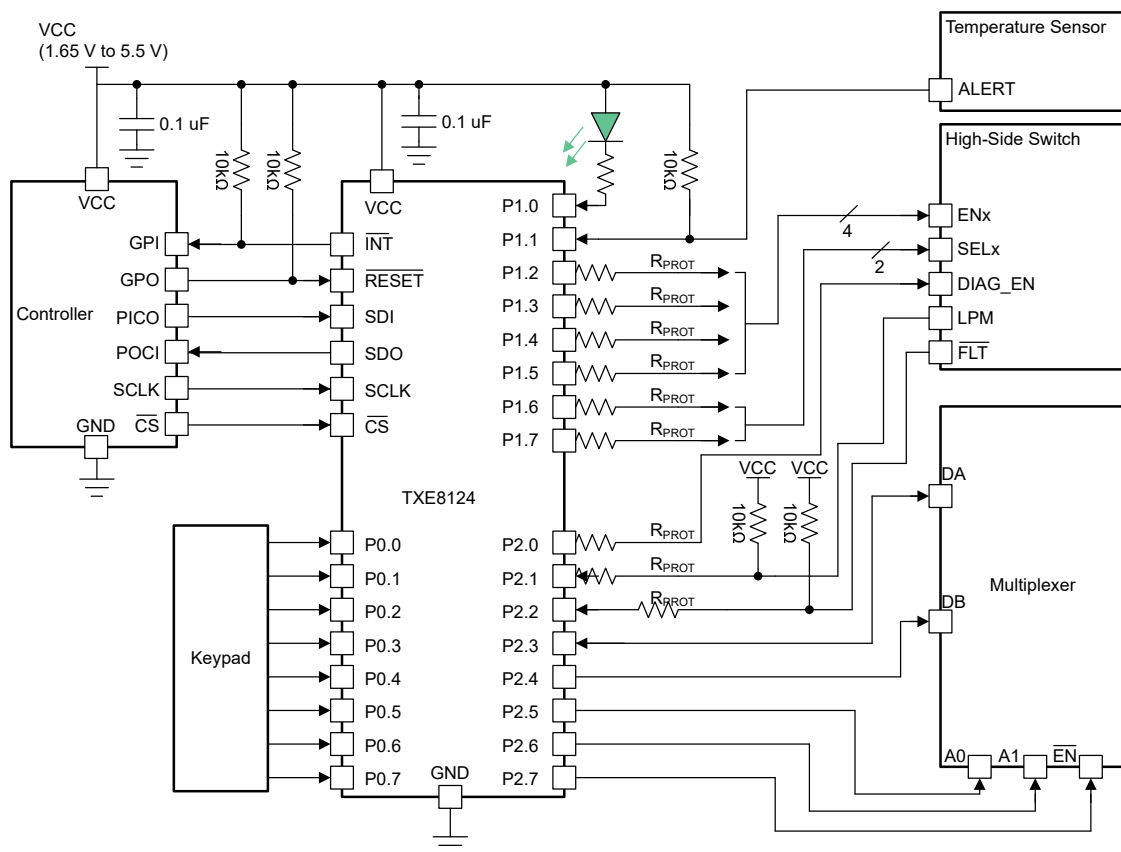 VCC
(1.65 V to 5.5 V)
0.1 uF
10kΩ
10kΩ
0.1 uF
10kΩ
Temperature Sensor
ALERT
High-Side Switch
ENx
SELx
DIAG_EN
LPM
FLT
4
2
VCC
GPI
GPO
Controller
PICO
POCI
SCLK
CS
GND
VCC
INT
RESET
SDI
SDO
SCLK
CS
TXE8124
P1.0
P1.1
P1.2
RPROT
P1.3
RPROT
P1.4
RPROT
P1.5
RPROT
P1.6
RPROT
P1.7
RPROT
VCC
VCC
10kΩ
10kΩ
Keypad
P0.0
P0.1
P0.2
P0.3
P0.4
P0.5
P0.6
P0.7
P2.0
RPROT
P2.1
RPROT
P2.2
RPROT
P2.3
P2.4
P2.5
P2.6
P2.7
GND
DA
DB
Multiplexer
A0
A1
EN